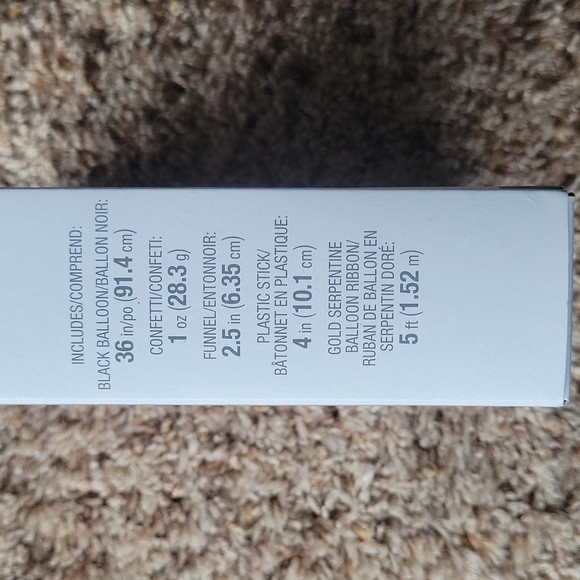 INCLUDES/COMPREND:
BLACK BALLOON/BALLON NOIR:
36 in/po (91.4 cm)
CONFETTI/CONFETI:
1 oz (28.3 g)
FUNNEL/ENTONNOIR:
2.5 in (6.35 cm)
PLASTIC STICK/
BÂTONNET EN PLASTIQUE:
4 in (10.1 cm)
GOLD SERPENTINE
BALLOON RIBBON/
RUBAN DE BALLON EN
SERPENTIN DORÉ:
5 ft (1.52 m)